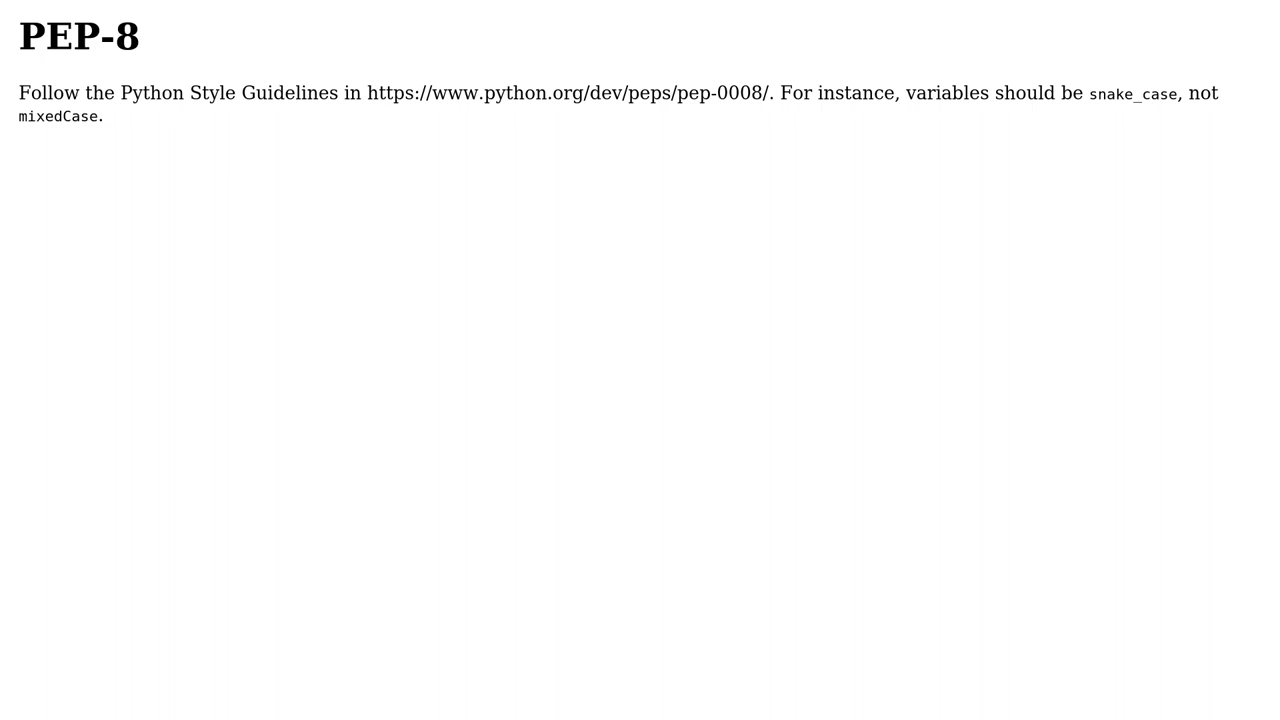 PEP-8
Follow the Python Style Guidelines in https://www.python.org/dev/peps/pep-0008/. For instance, variables should be snake_case, not
mixedCase.